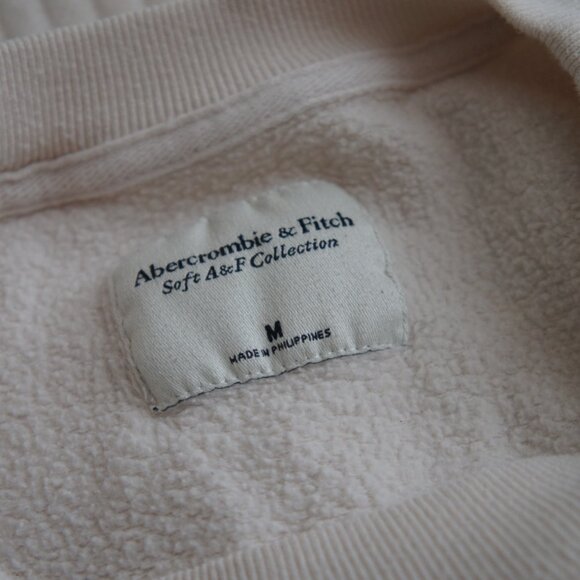 Abercrombie & Fitch
Soft A&F Collection
M
MADE IN PHILIPPINES